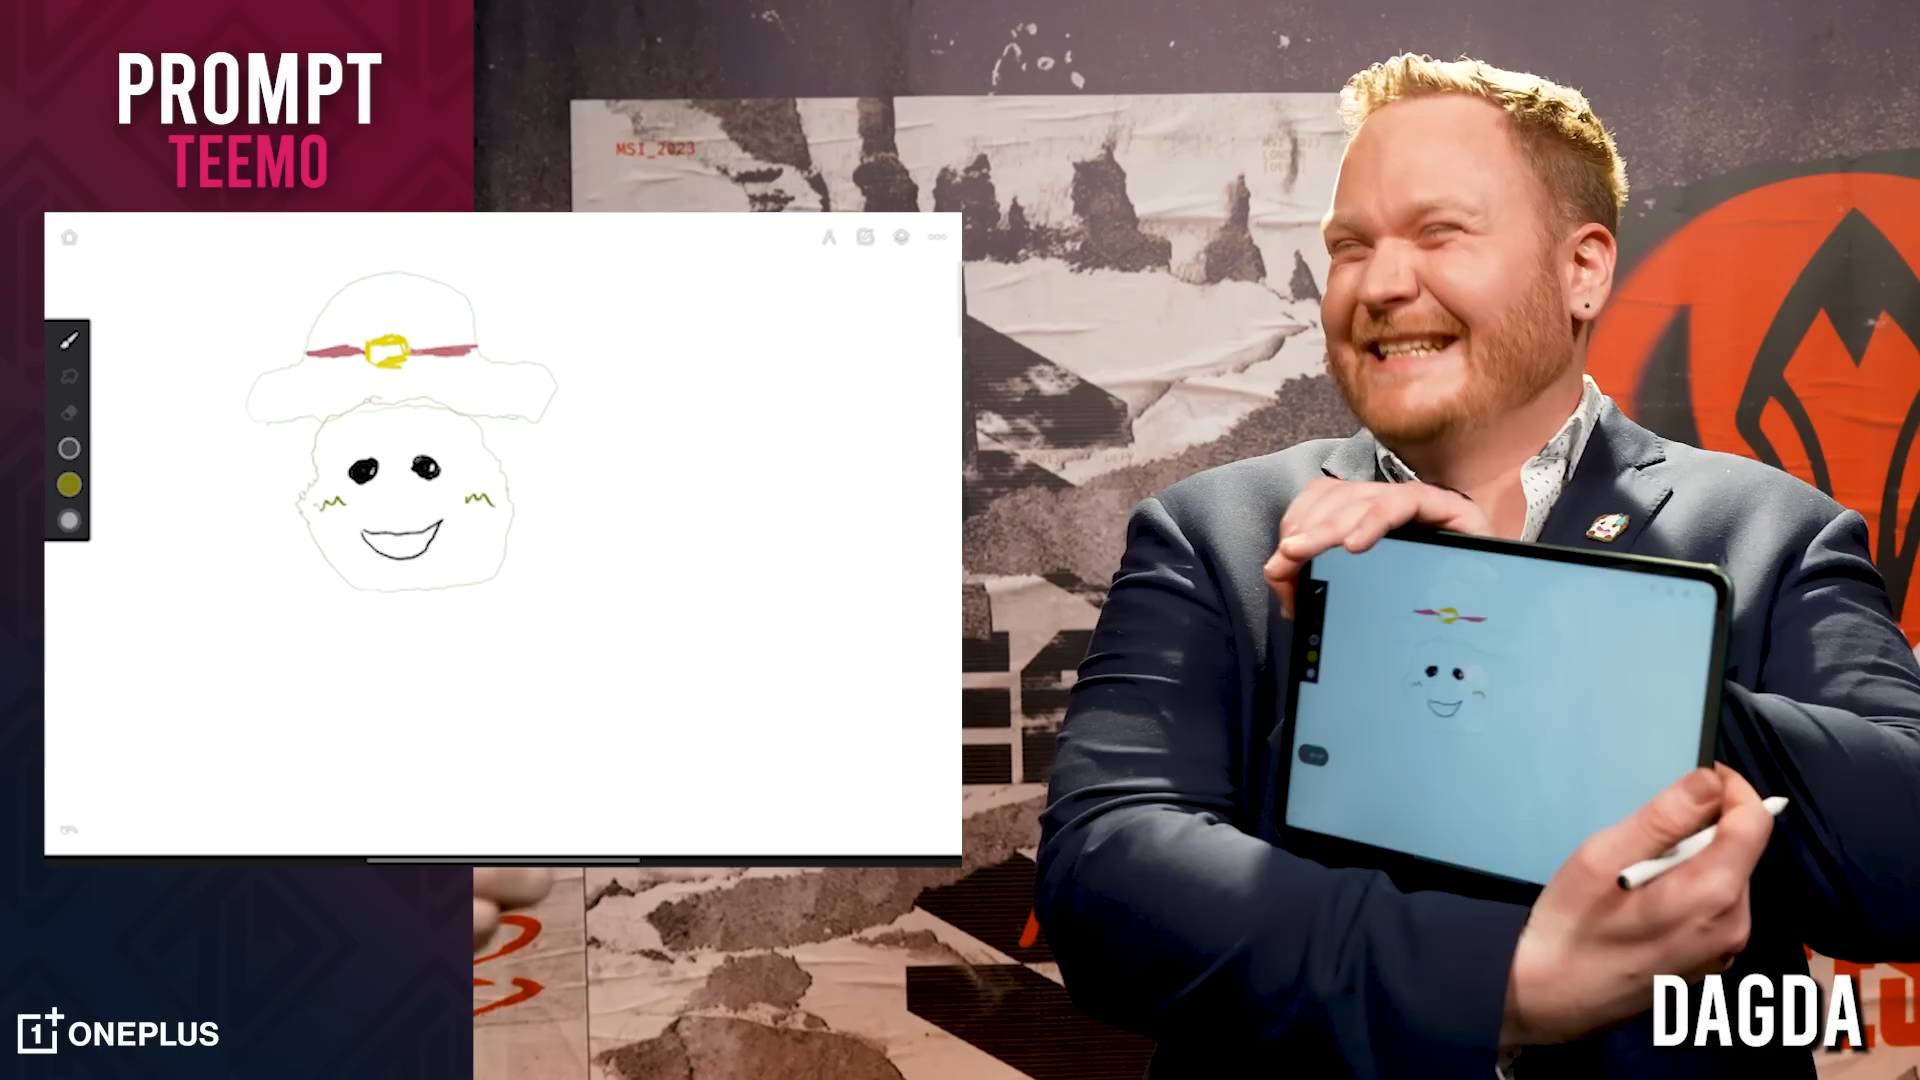 PROMPT
TEEMO
MSI_2023
ONEPLUS
DAGDA